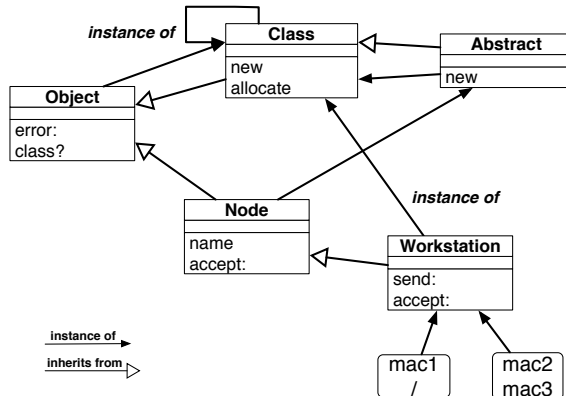 instance of
Class
new
allocate
Abstract
new
Object
error:
class?
instance of
Node
name
accept:
Workstation
send:
accept:
instance of
inherits from
mac1
/
mac2
mac3